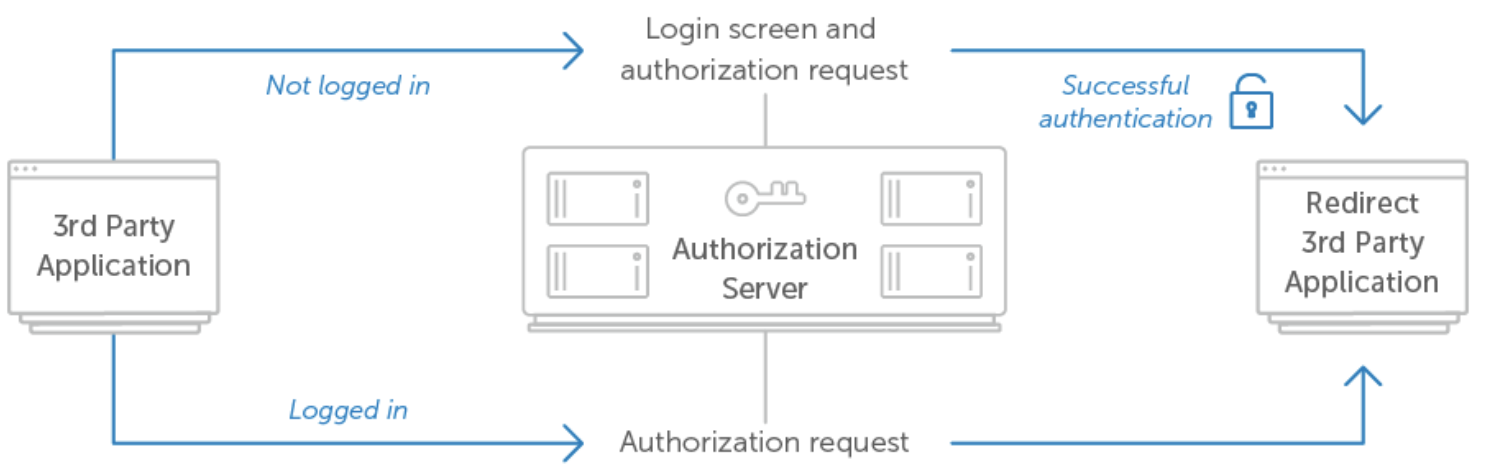 Login screen and
authorization request
Not logged in
Successful
authentication
3rd Party
Application
Authorization
Server
Redirect
3rd Party
Application
Logged in
Authorization request